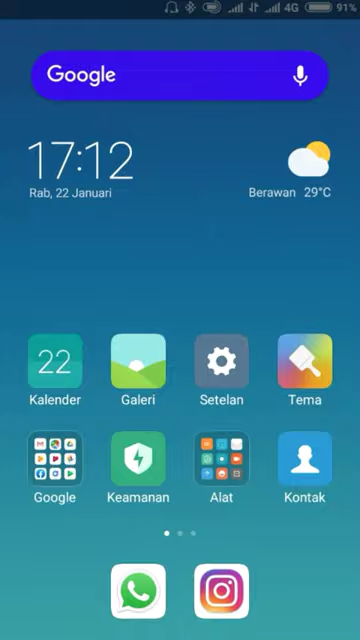 4G 91%
Google
17:12
Rab, 22 Januari
Berawan 29°C
22
Kalender Galeri Setelan Tema
Google Keamanan Alat Kontak